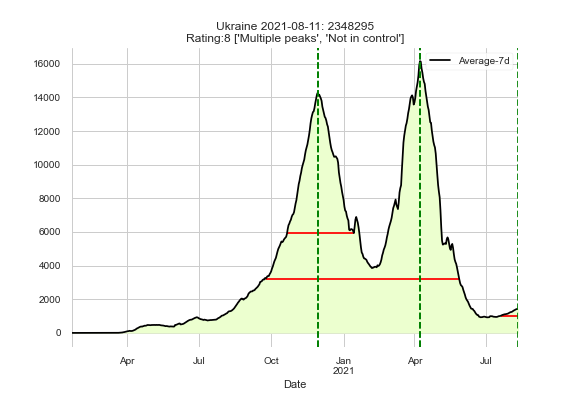 Ukraine 2021-08-11: 2348295
Rating:8 ['Multiple peaks', 'Not in control']
Average-7d
16000
14000
12000
10000
8000
6000
4000
2000
0
Apr Jul Oct Jan Apr Jul
2021
Date